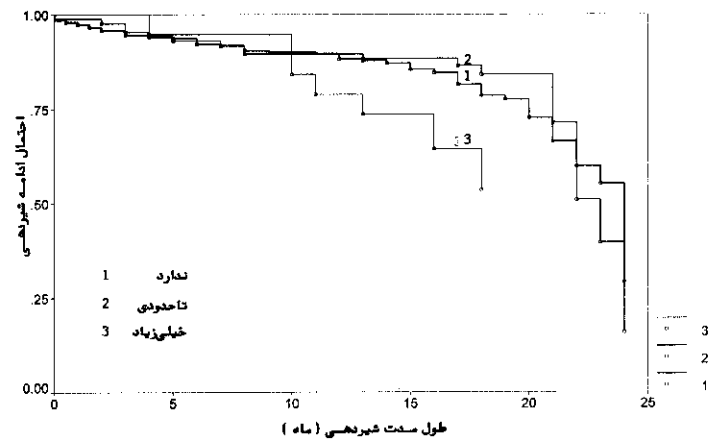 1.00
.75
.50
.25
0.00
احتمال ادامه شیردهی
2
1
3
1 ندارد
2 تاحدودی
3 خیلی‌زیاد
3
2
1
0 5 10 15 20 25
طول مدت شیردهی ( ماه )